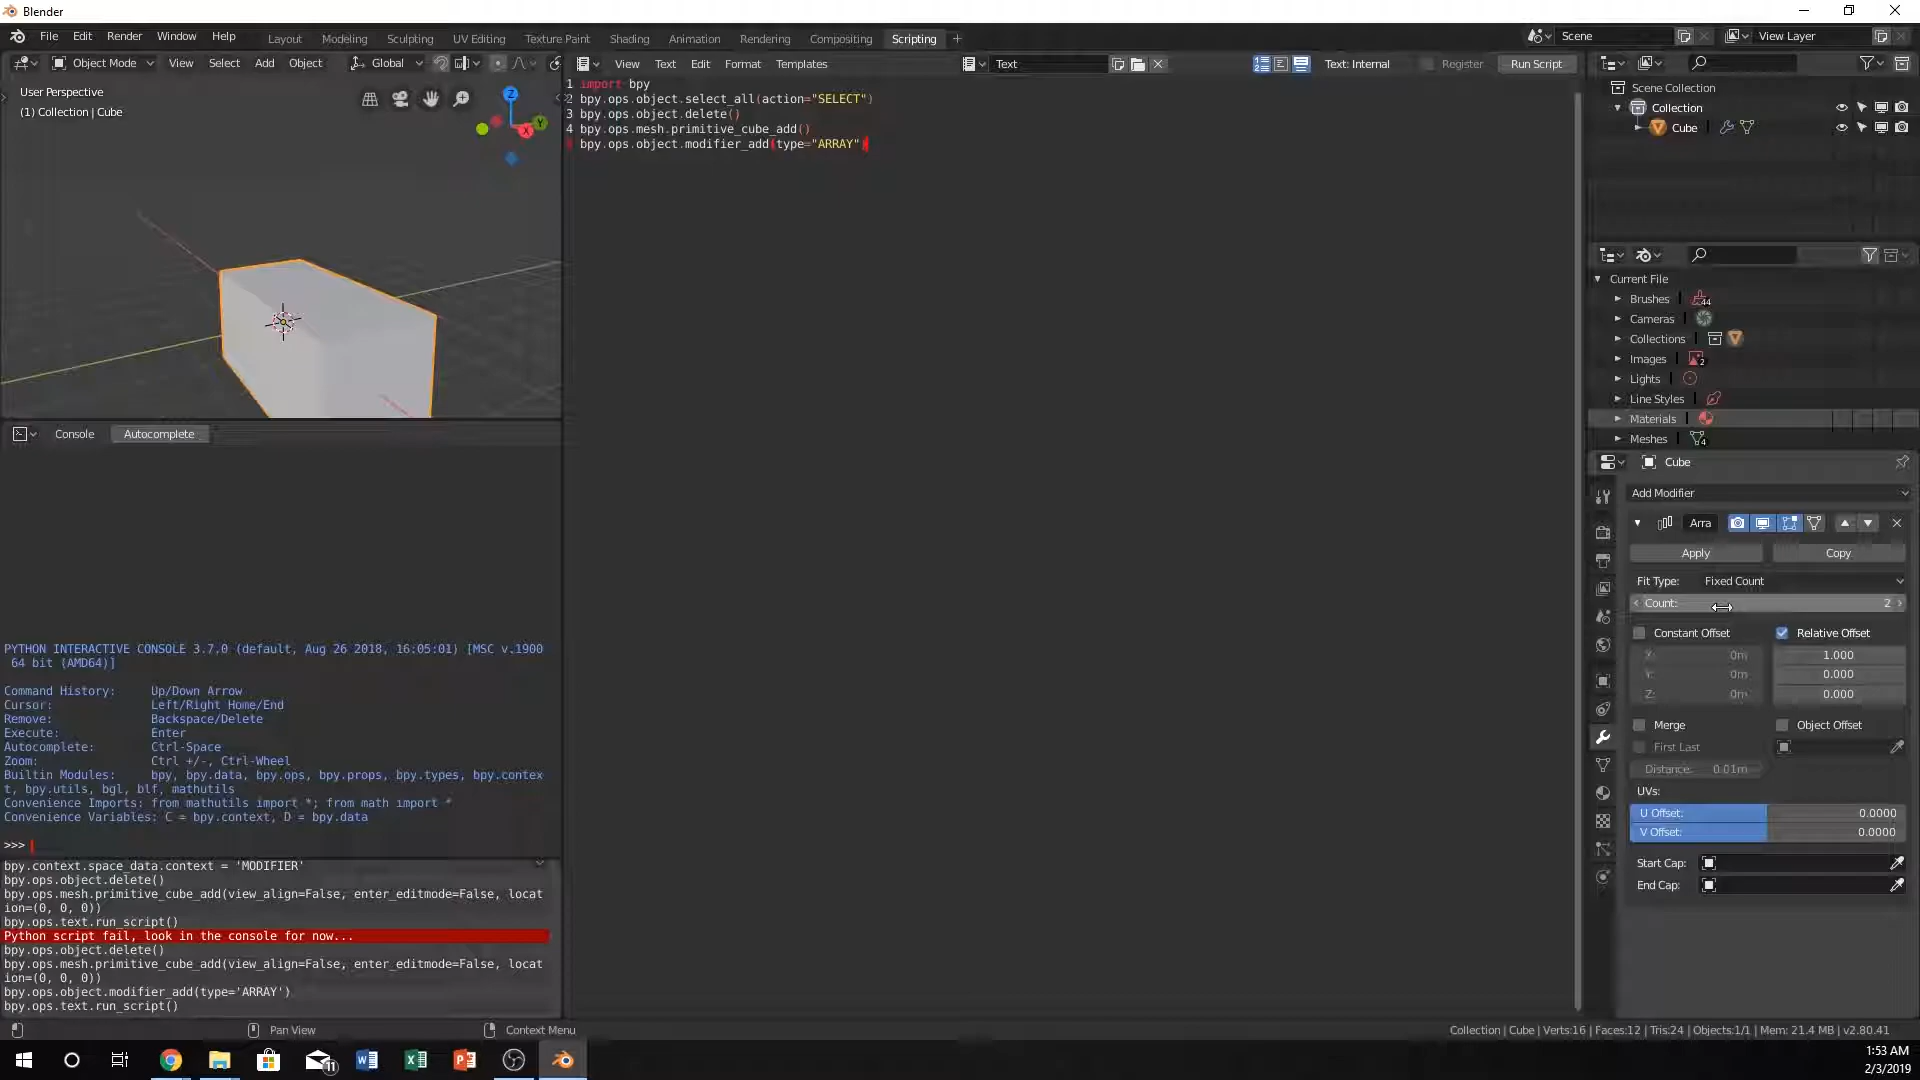 Blender
File Edit Render Window Help
Layout Modeling Sculpting UV Editing Texture Paint Shading Animation Rendering Compositing Scripting +
Scene
View Layer
Object Mode View Select Add Object Global
View Text Edit Format Templates
Text
Text: Internal Register Run Script
User Perspective
(1) Collection | Cube
Z
Y
X
1 import bpy
2 bpy.ops.object.select_all(action="SELECT")
3 bpy.ops.object.delete()
4 bpy.ops.mesh.primitive_cube_add()
bpy.ops.object.modifier_add(type="ARRAY")
Scene Collection
Collection
Cube
Current File
Brushes 44
Cameras
Collections
Images 2
Lights
Line Styles
Materials
Meshes 4
Console Autocomplete
PYTHON INTERACTIVE CONSOLE 3.7.0 (default, Aug 26 2018, 16:05:01) [MSC v.1900
64 bit (AMD64)]
Command History: Up/Down Arrow
Cursor: Left/Right Home/End
Remove: Backspace/Delete
Execute: Enter
Autocomplete: Ctrl-Space
Zoom: Ctrl +/-, Ctrl-Wheel
Builtin Modules: bpy, bpy.data, bpy.ops, bpy.props, bpy.types, bpy.contex
t, bpy.utils, bgl, blf, mathutils
Convenience Imports: from mathutils import *; from math import *
Convenience Variables: C = bpy.context, D = bpy.data
>>>
bpy.context.space_data.context = 'MODIFIER'
bpy.ops.object.delete()
bpy.ops.mesh.primitive_cube_add(view_align=False, enter_editmode=False, locat
ion=(0, 0, 0))
bpy.ops.text.run_script()
Python script fail, look in the console for now...
bpy.ops.object.delete()
bpy.ops.mesh.primitive_cube_add(view_align=False, enter_editmode=False, locat
ion=(0, 0, 0))
bpy.ops.object.modifier_add(type='ARRAY')
bpy.ops.text.run_script()
Cube
Add Modifier
Arra
Apply Copy
Fit Type: Fixed Count
Count: 2
Constant Offset Relative Offset
X: 0m 1.000
Y: 0m 0.000
Z: 0m 0.000
Merge Object Offset
First Last
Distance: 0.01m
UVs:
U Offset: 0.0000
V Offset: 0.0000
Start Cap:
End Cap:
Pan View
Context Menu
Collection | Cube | Verts:16 | Faces:12 | Tris:24 | Objects:1/1 | Mem: 21.4 MB | v2.80.41
11
1:53 AM
2/3/2019